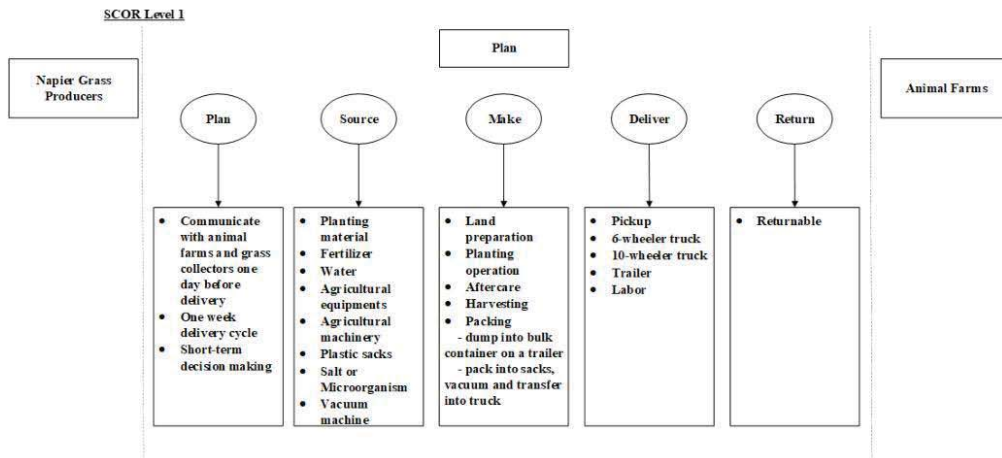 SCOR Level 1
Plan
Napier Grass
Producers
Animal Farms
Plan
Source
Make
Deliver
Return
• Communicate
with animal
farms and grass
collectors one
day before
delivery
• One week
delivery cycle
• Short-term
decision making
• Planting
material
• Fertilizer
• Water
• Agricultural
equipments
• Agricultural
machinery
• Plastic sacks
• Salt or
Microorganism
• Vacuum
machine
• Land
preparation
• Planting
operation
• Aftercare
• Harvesting
• Packing
- dump into bulk
container on a trailer
- pack into sacks,
vacuum and transfer
into truck
• Pickup
• 6-wheeler truck
• 10-wheeler truck
• Trailer
• Labor
• Returnable